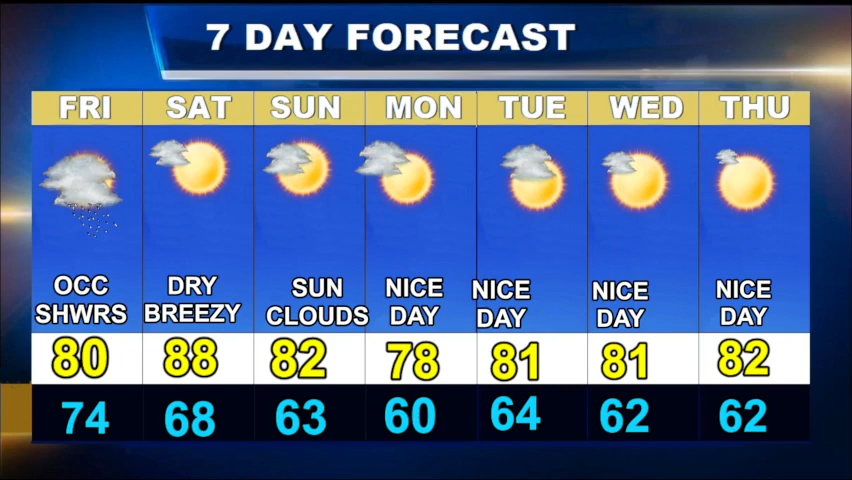 7 DAY FORECAST
FRI SAT SUN MON TUE WED THU
OCC DRY SUN NICE NICE NICE NICE
SHWRS BREEZY CLOUDS DAY DAY DAY DAY
80 88 82 78 81 81 82
74 68 63 60 64 62 62